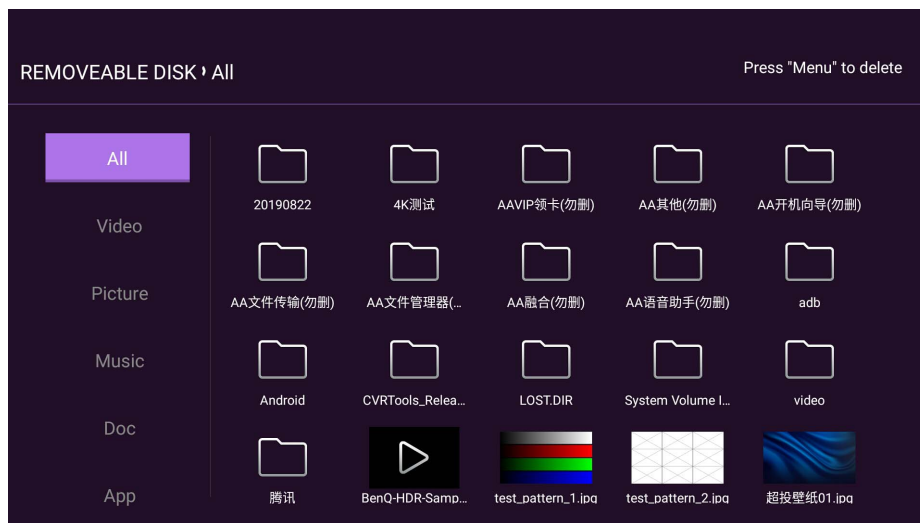 REMOVEABLE DISK All
Press "Menu" to delete
All
Video
Picture
Music
Doc
App
20190822
4K测试
AAVIP领卡(勿删)
AA其他(勿删)
AA开机向导(勿删)
AA文件传输(勿删)
AA文件管理器(...
AA融合(勿删)
AA语音助手(勿删)
adb
Android
CVRTools_Relea...
LOST.DIR
System Volume I...
video
腾讯
BenQ-HDR-Samp...
test_pattern_1.jpg
test_pattern_2.jpg
超投壁纸01.jpg